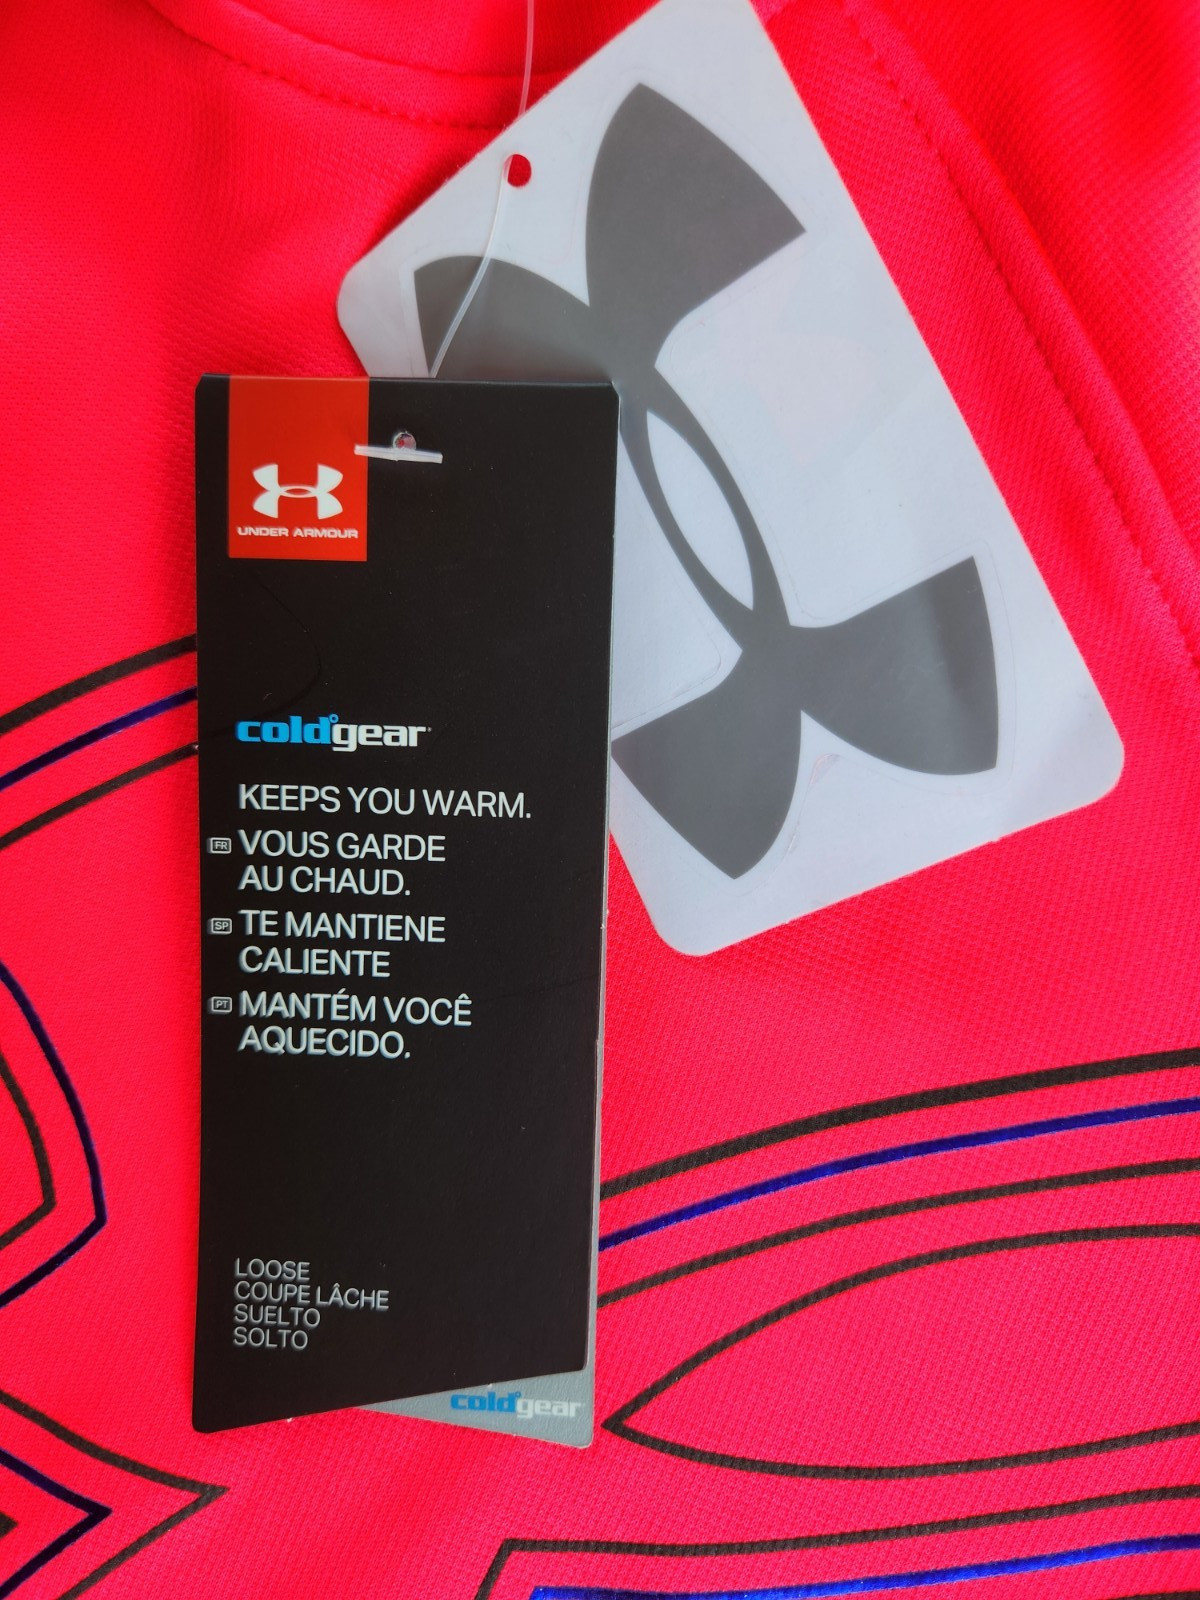 UNDER ARMOUR
coldgear
KEEPS YOU WARM.
FR VOUS GARDE
AU CHAUD.
SP TE MANTIENE
CALIENTE
PT MANTÉM VOCÊ
AQUECIDO.
LOOSE
COUPE LÂCHE
SUELTO
SOLTO
coldgear